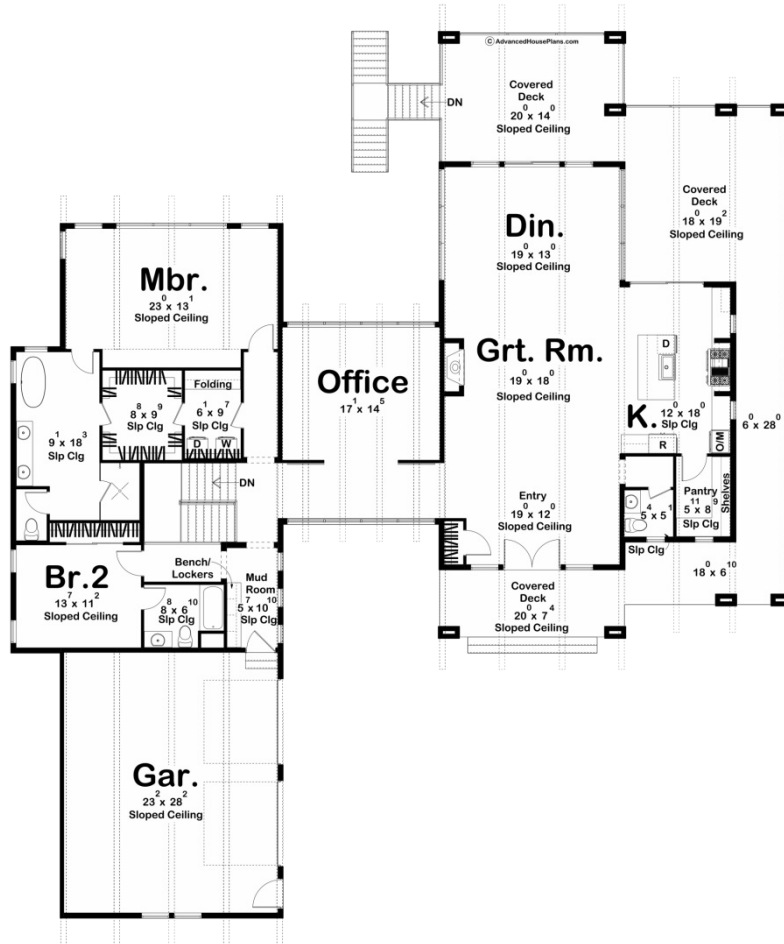 © AdvancedHousePlans.com
Covered
Deck
20⁰ x 14⁰
Sloped Ceiling
DN
Covered
Deck
18⁰ x 19²
Sloped Ceiling
Din.
19⁰ x 13⁰
Sloped Ceiling
Mbr.
23⁰ x 13¹
Sloped Ceiling
Grt. Rm.
19⁰ x 18⁰
Sloped Ceiling
D
Office
17¹ x 14⁵
Folding
6¹ x 9⁷
Slp Clg
D
W
8⁸ x 9⁹
Slp Clg
9¹ x 18³
Slp Clg
K.
12⁰ x 18⁰
Slp Clg
R
O/M
6⁰ x 28⁰
DN
Entry
19⁰ x 12⁰
Sloped Ceiling
Pantry
5¹¹ x 8⁹
Slp Clg
Shelves
5⁴ x 5¹
Slp Clg
Bench/
Lockers
Mud
Room
5⁷ x 10¹⁰
Slp Clg
Br.2
13⁷ x 11²
Sloped Ceiling
8⁸ x 6¹⁰
Slp Clg
Covered
Deck
20⁰ x 7⁴
Sloped Ceiling
18⁰ x 6¹⁰
Gar.
23² x 28²
Sloped Ceiling